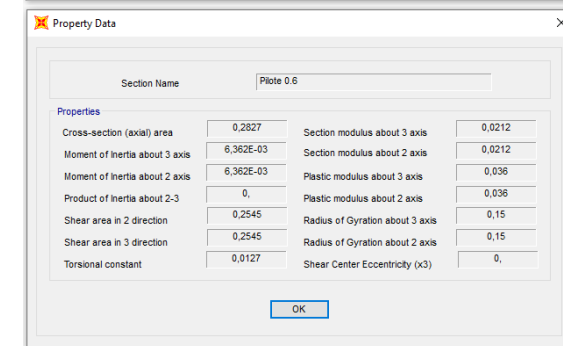 Property Data
Section Name Pilote 0.6
Properties
Cross-section (axial) area 0,2827 Section modulus about 3 axis 0,0212
Moment of Inertia about 3 axis 6,362E-03 Section modulus about 2 axis 0,0212
Moment of Inertia about 2 axis 6,362E-03 Plastic modulus about 3 axis 0,036
Product of Inertia about 2-3 0, Plastic modulus about 2 axis 0,036
Shear area in 2 direction 0,2545 Radius of Gyration about 3 axis 0,15
Shear area in 3 direction 0,2545 Radius of Gyration about 2 axis 0,15
Torsional constant 0,0127 Shear Center Eccentricity (x3) 0,
OK